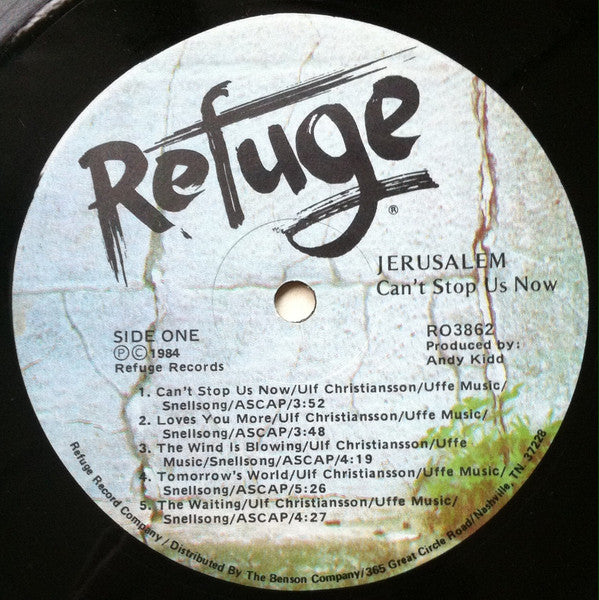 Refuge®
JERUSALEM
Can't Stop Us Now
SIDE ONE
Ⓟ©1984
Refuge Records
RO3862
Produced by:
Andy Kidd
1. Can't Stop Us Now/Ulf Christiansson/Uffe Music/
Snellsong/ASCAP/3:52
2. Loves You More/Ulf Christiansson/Uffe Music/
Snellsong/ASCAP/3:48
3. The Wind is Blowing/Ulf Christiansson/Uffe
Music/Snellsong/ASCAP/4:19
4. Tomorrow's World/Ulf Christiansson/Uffe Music/
Snellsong/ASCAP/5:26
5. The Waiting/Ulf Christiansson/Uffe Music/
Snellsong/ASCAP/4:27
Refuge Record Company/Distributed By The Benson Company/365 Great Circle Road/Nashville, TN. 37228